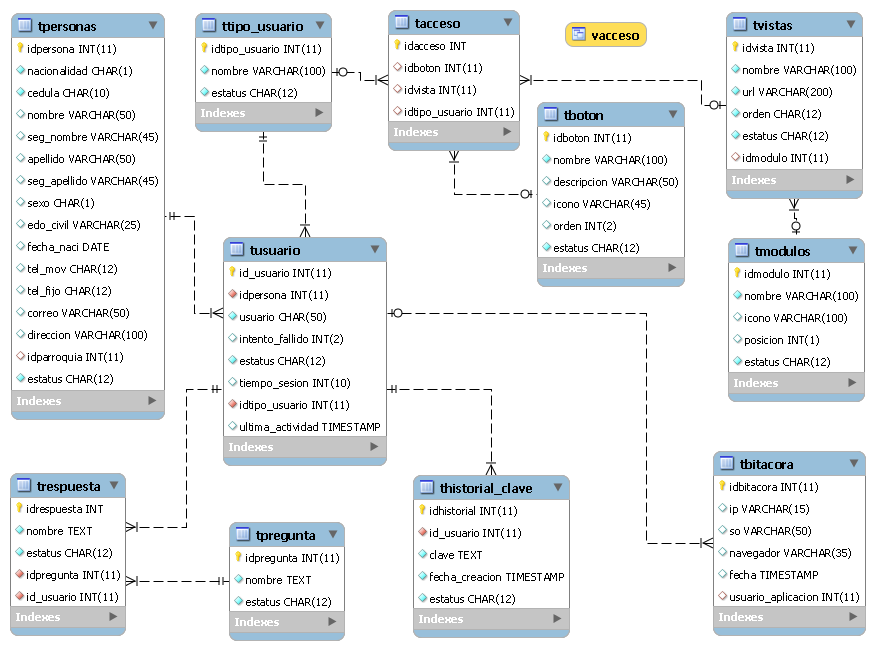 tpersonas
idpersona INT(11)
nacionalidad CHAR(1)
cedula CHAR(10)
nombre VARCHAR(50)
seg_nombre VARCHAR(45)
apellido VARCHAR(50)
seg_apellido VARCHAR(45)
sexo CHAR(1)
edo_civil VARCHAR(25)
fecha_naci DATE
tel_mov CHAR(12)
tel_fijo CHAR(12)
correo VARCHAR(50)
direccion VARCHAR(100)
idparroquia INT(11)
estatus CHAR(12)
Indexes
ttipo_usuario
idtipo_usuario INT(11)
nombre VARCHAR(100)
estatus CHAR(12)
Indexes
tacceso
idacceso INT
idboton INT(11)
idvista INT(11)
idtipo_usuario INT(11)
Indexes
vacceso
tvistas
idvista INT(11)
nombre VARCHAR(100)
url VARCHAR(200)
orden CHAR(12)
estatus CHAR(12)
idmodulo INT(11)
Indexes
tboton
idboton INT(11)
nombre VARCHAR(100)
descripcion VARCHAR(50)
icono VARCHAR(45)
orden INT(2)
estatus CHAR(12)
Indexes
tusuario
id_usuario INT(11)
idpersona INT(11)
usuario CHAR(50)
intento_fallido INT(2)
estatus CHAR(12)
tiempo_sesion INT(10)
idtipo_usuario INT(11)
ultima_actividad TIMESTAMP
Indexes
tmodulos
idmodulo INT(11)
nombre VARCHAR(100)
icono VARCHAR(100)
posicion INT(1)
estatus CHAR(12)
Indexes
trespuesta
idrespuesta INT
nombre TEXT
estatus CHAR(12)
idpregunta INT(11)
id_usuario INT(11)
Indexes
tpregunta
idpregunta INT(11)
nombre TEXT
estatus CHAR(12)
Indexes
thistorial_clave
idhistorial INT(11)
id_usuario INT(11)
clave TEXT
fecha_creacion TIMESTAMP
estatus CHAR(12)
Indexes
tbitacora
idbitacora INT(11)
ip VARCHAR(15)
so VARCHAR(50)
navegador VARCHAR(35)
fecha TIMESTAMP
usuario_aplicacion INT(11)
Indexes